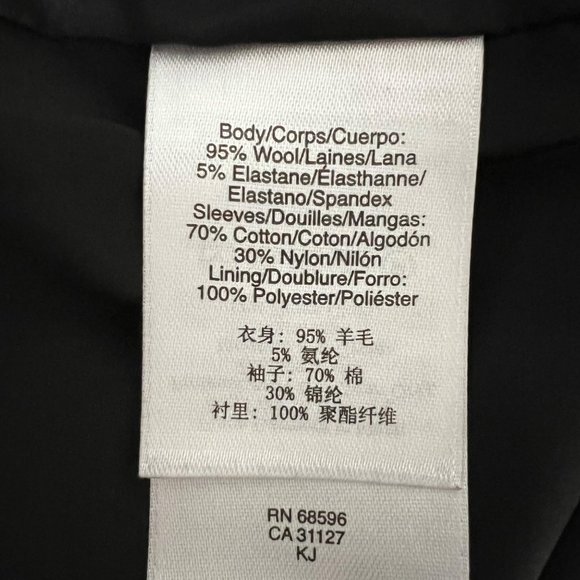 Body/Corps/Cuerpo:
95% Wool/Laines/Lana
5% Elastane/Élasthanne/
Elastano/Spandex
Sleeves/Douilles/Mangas:
70% Cotton/Coton/Algodón
30% Nylon/Nilón
Lining/Doublure/Forro:
100% Polyester/Poliéster
衣身: 95% 羊毛
5% 氨纶
袖子: 70% 棉
30% 锦纶
衬里: 100% 聚酯纤维
RN 68596
CA 31127
KJ